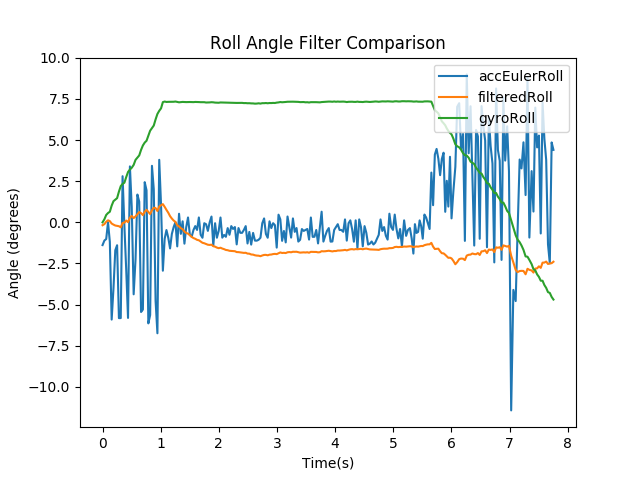 Roll Angle Filter Comparison
10.0
7.5
5.0
2.5
0.0
−2.5
−5.0
−7.5
−10.0
Angle (degrees)
accEulerRoll
filteredRoll
gyroRoll
0 1 2 3 4 5 6 7 8
Time(s)